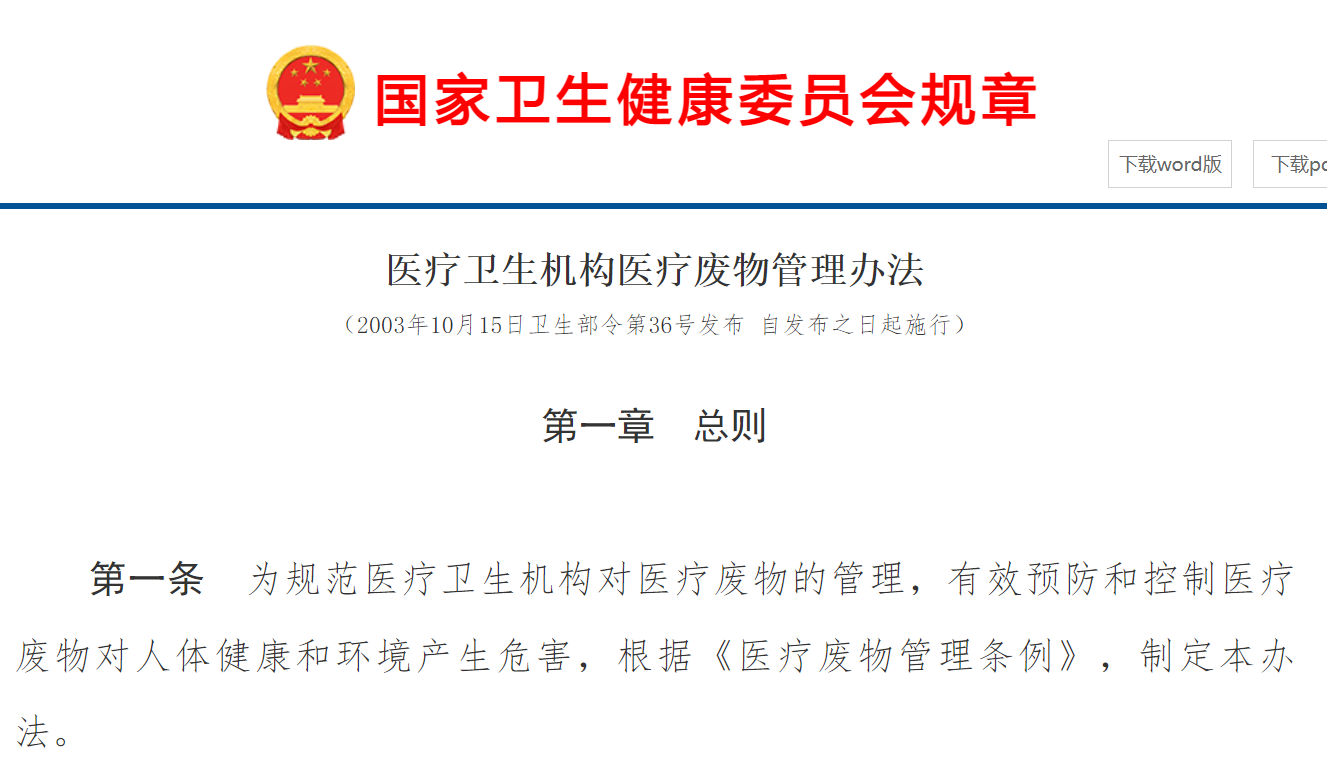 国家卫生健康委员会规章
下载word版
下载pd
医疗卫生机构医疗废物管理办法
（2003年10月15日卫生部令第36号发布 自发布之日起施行）
第一章 总则
第一条 为规范医疗卫生机构对医疗废物的管理，有效预防和控制医疗
废物对人体健康和环境产生危害，根据《医疗废物管理条例》，制定本办
法。